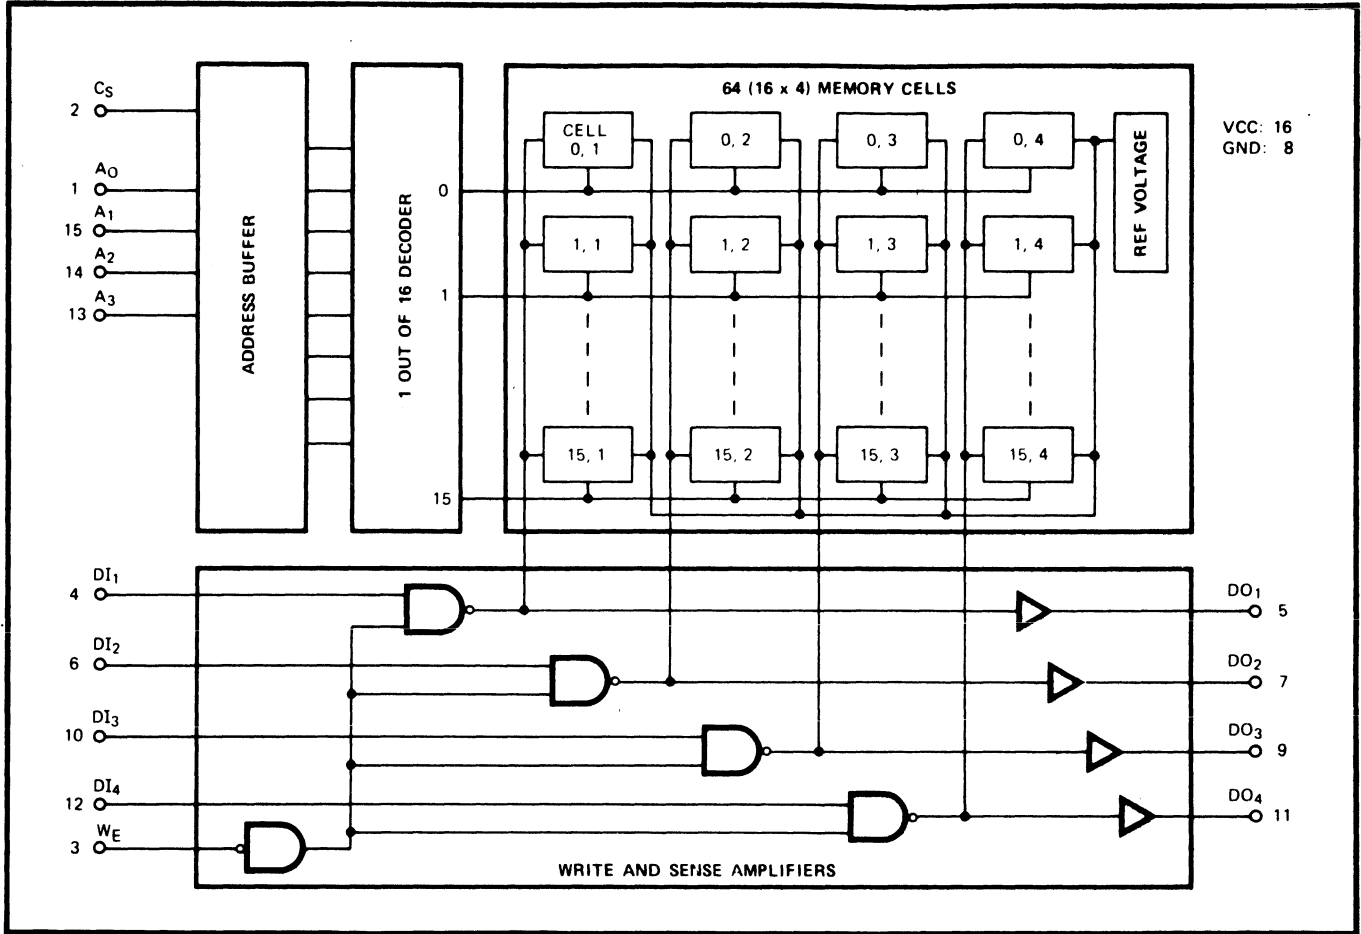 64 (16 x 4) MEMORY CELLS
CS
2
A0
1
A1
15
A2
14
A3
13
ADDRESS BUFFER
1 OUT OF 16 DECODER
0
1
15
CELL
0, 1
0, 2
0, 3
0, 4
1, 1
1, 2
1, 3
1, 4
15, 1
15, 2
15, 3
15, 4
REF VOLTAGE
VCC: 16
GND: 8
DI1
4
DI2
6
DI3
10
DI4
12
WE
3
DO1
5
DO2
7
DO3
9
DO4
11
WRITE AND SENSE AMPLIFIERS